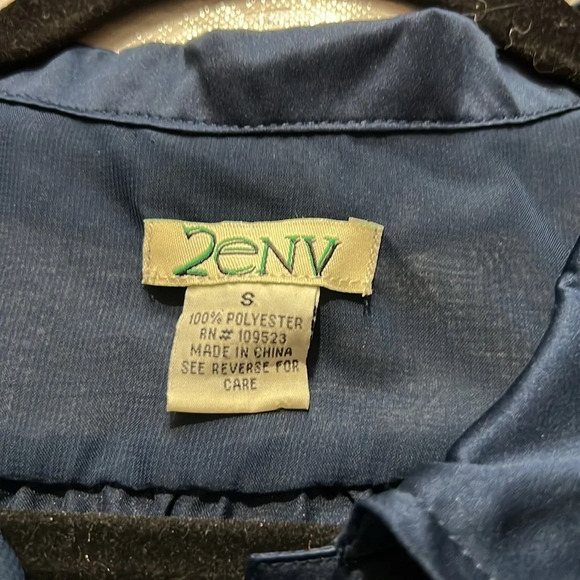 2eNV
S
100% POLYESTER
RN# 109523
MADE IN CHINA
SEE REVERSE FOR
CARE